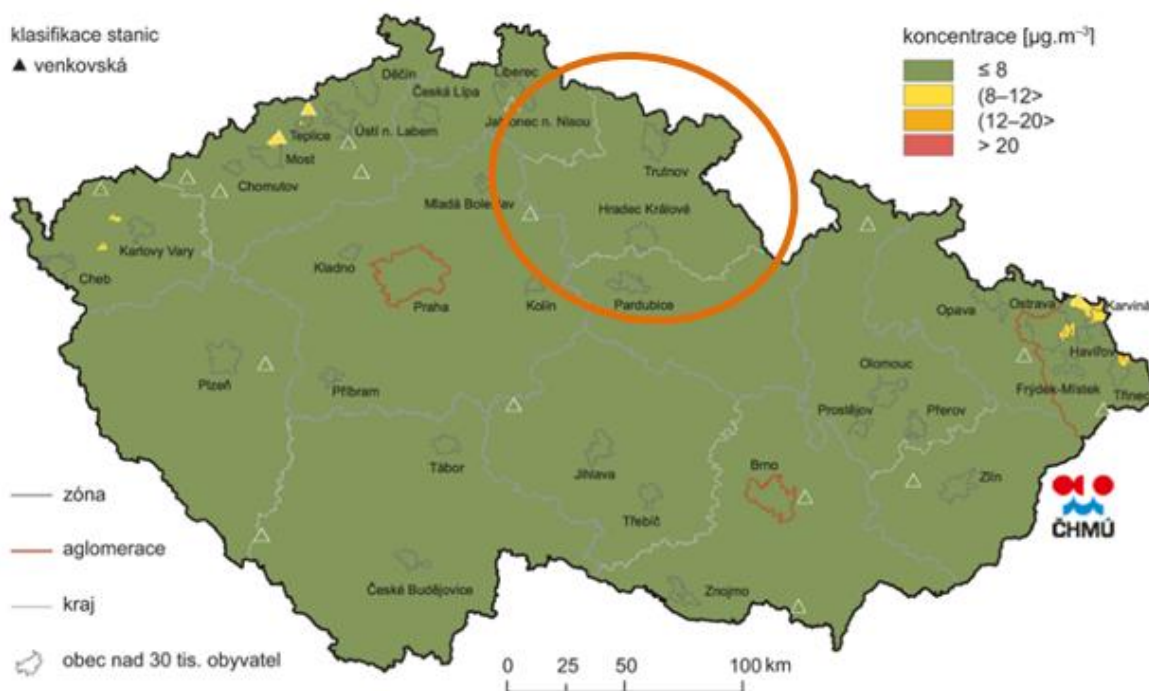 klasifikace stanic
venkovská
koncentrace [µg.m⁻³]
≤ 8
(8–12>
(12–20>
> 20
Děčín
Liberec
Česká Lípa
Jablonec n. Nisou
Teplice
Ústí n. Labem
Most
Trutnov
Chomutov
Mladá Boleslav
Hradec Králové
Karlovy Vary
Kladno
Cheb
Praha
Kolín
Pardubice
Opava
Ostrava
Karviná
Havířov
Plzeň
Olomouc
Frýdek-Místek
Třinec
Příbram
Prostějov
Přerov
Tábor
Jihlava
Brno
Zlín
Třebíč
České Budějovice
Znojmo
zóna
aglomerace
kraj
obec nad 30 tis. obyvatel
0 25 50 100 km
ČHMÚ